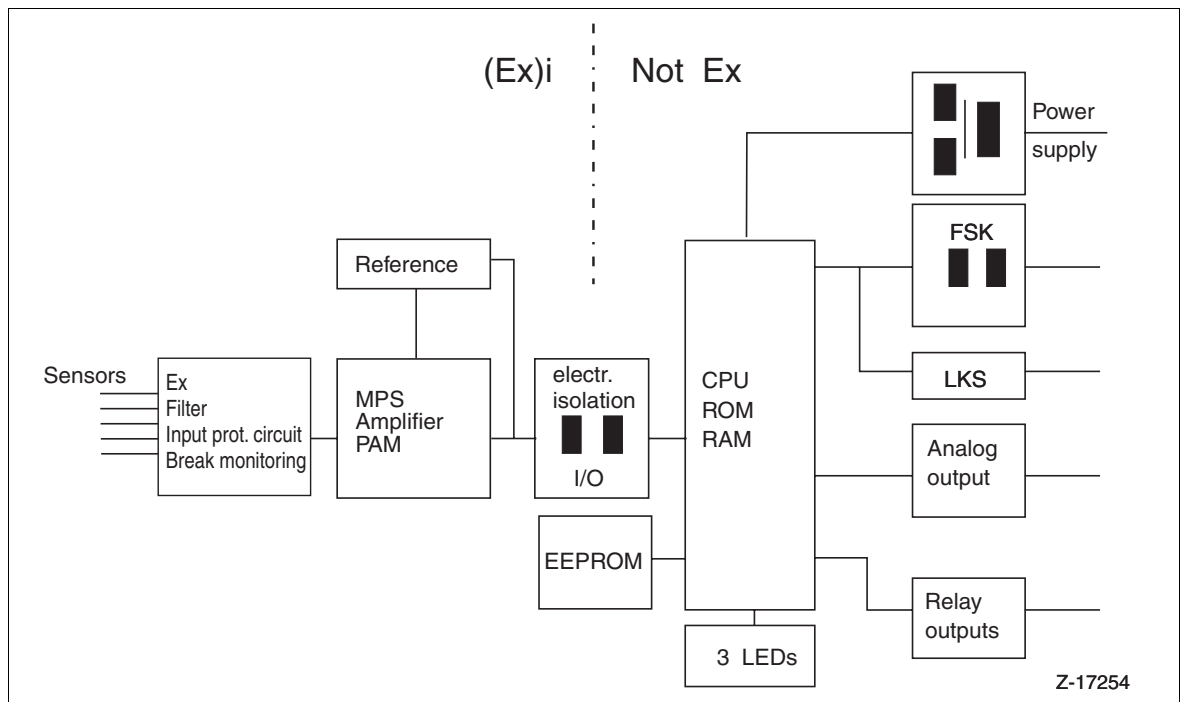 (Ex)i
Not Ex
Power
supply
FSK
Reference
Sensors
Ex
Filter
Input prot. circuit
Break monitoring
MPS
Amplifier
PAM
electr.
isolation
I/O
CPU
ROM
RAM
LKS
Analog
output
EEPROM
Relay
outputs
3 LEDs
Z-17254